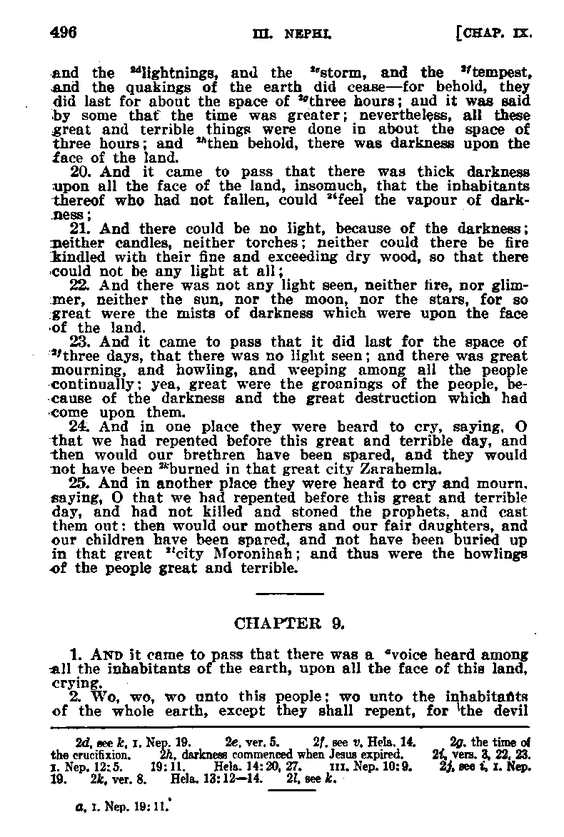 496 III. NEPHI. [CHAP. IX.
and the 2dlightnings, and the 2estorm, and the 2ftempest,
and the quakings of the earth did cease—for behold, they
did last for about the space of 2gthree hours; and it was said
by some that the time was greater; nevertheless, all these
great and terrible things were done in about the space of
three hours; and 2hthen behold, there was darkness upon the
face of the land.
20. And it came to pass that there was thick darkness
upon all the face of the land, insomuch, that the inhabitants
thereof who had not fallen, could 2ifeel the vapour of dark-
ness;
21. And there could be no light, because of the darkness;
neither candles, neither torches; neither could there be fire
kindled with their fine and exceeding dry wood, so that there
could not be any light at all;
22. And there was not any light seen, neither fire, nor glim-
mer, neither the sun, nor the moon, nor the stars, for so
great were the mists of darkness which were upon the face
of the land.
23. And it came to pass that it did last for the space of
2jthree days, that there was no light seen; and there was great
mourning, and howling, and weeping among all the people
continually; yea, great were the groanings of the people, be-
cause of the darkness and the great destruction which had
come upon them.
24. And in one place they were heard to cry, saying, O
that we had repented before this great and terrible day, and
then would our brethren have been spared, and they would
not have been 2kburned in that great city Zarahemla.
25. And in another place they were heard to cry and mourn,
saying, O that we had repented before this great and terrible
day, and had not killed and stoned the prophets, and cast
them out: then would our mothers and our fair daughters, and
our children have been spared, and not have been buried up
in that great 2lcity Moronihah; and thus were the howlings
of the people great and terrible.
CHAPTER 9.
1. AND it came to pass that there was a avoice heard among
all the inhabitants of the earth, upon all the face of this land,
crying.
2. Wo, wo, wo unto this people; wo unto the inhabitants
of the whole earth, except they shall repent, for the devil
2d, see k, I. Nep. 19. 2e, ver. 5. 2f. see v, Hela. 14. 2g. the time of
the crucifixion. 2h, darkness commenced when Jesus expired. 2i, vers. 3, 22, 23.
I. Nep. 12:5. 19:11. Hela. 14:20, 27. III. Nep. 10:9. 2j, see i, I. Nep.
19. 2k, ver. 8. Hela. 13:12—14. 2l, see k.
a, I. Nep. 19:11.